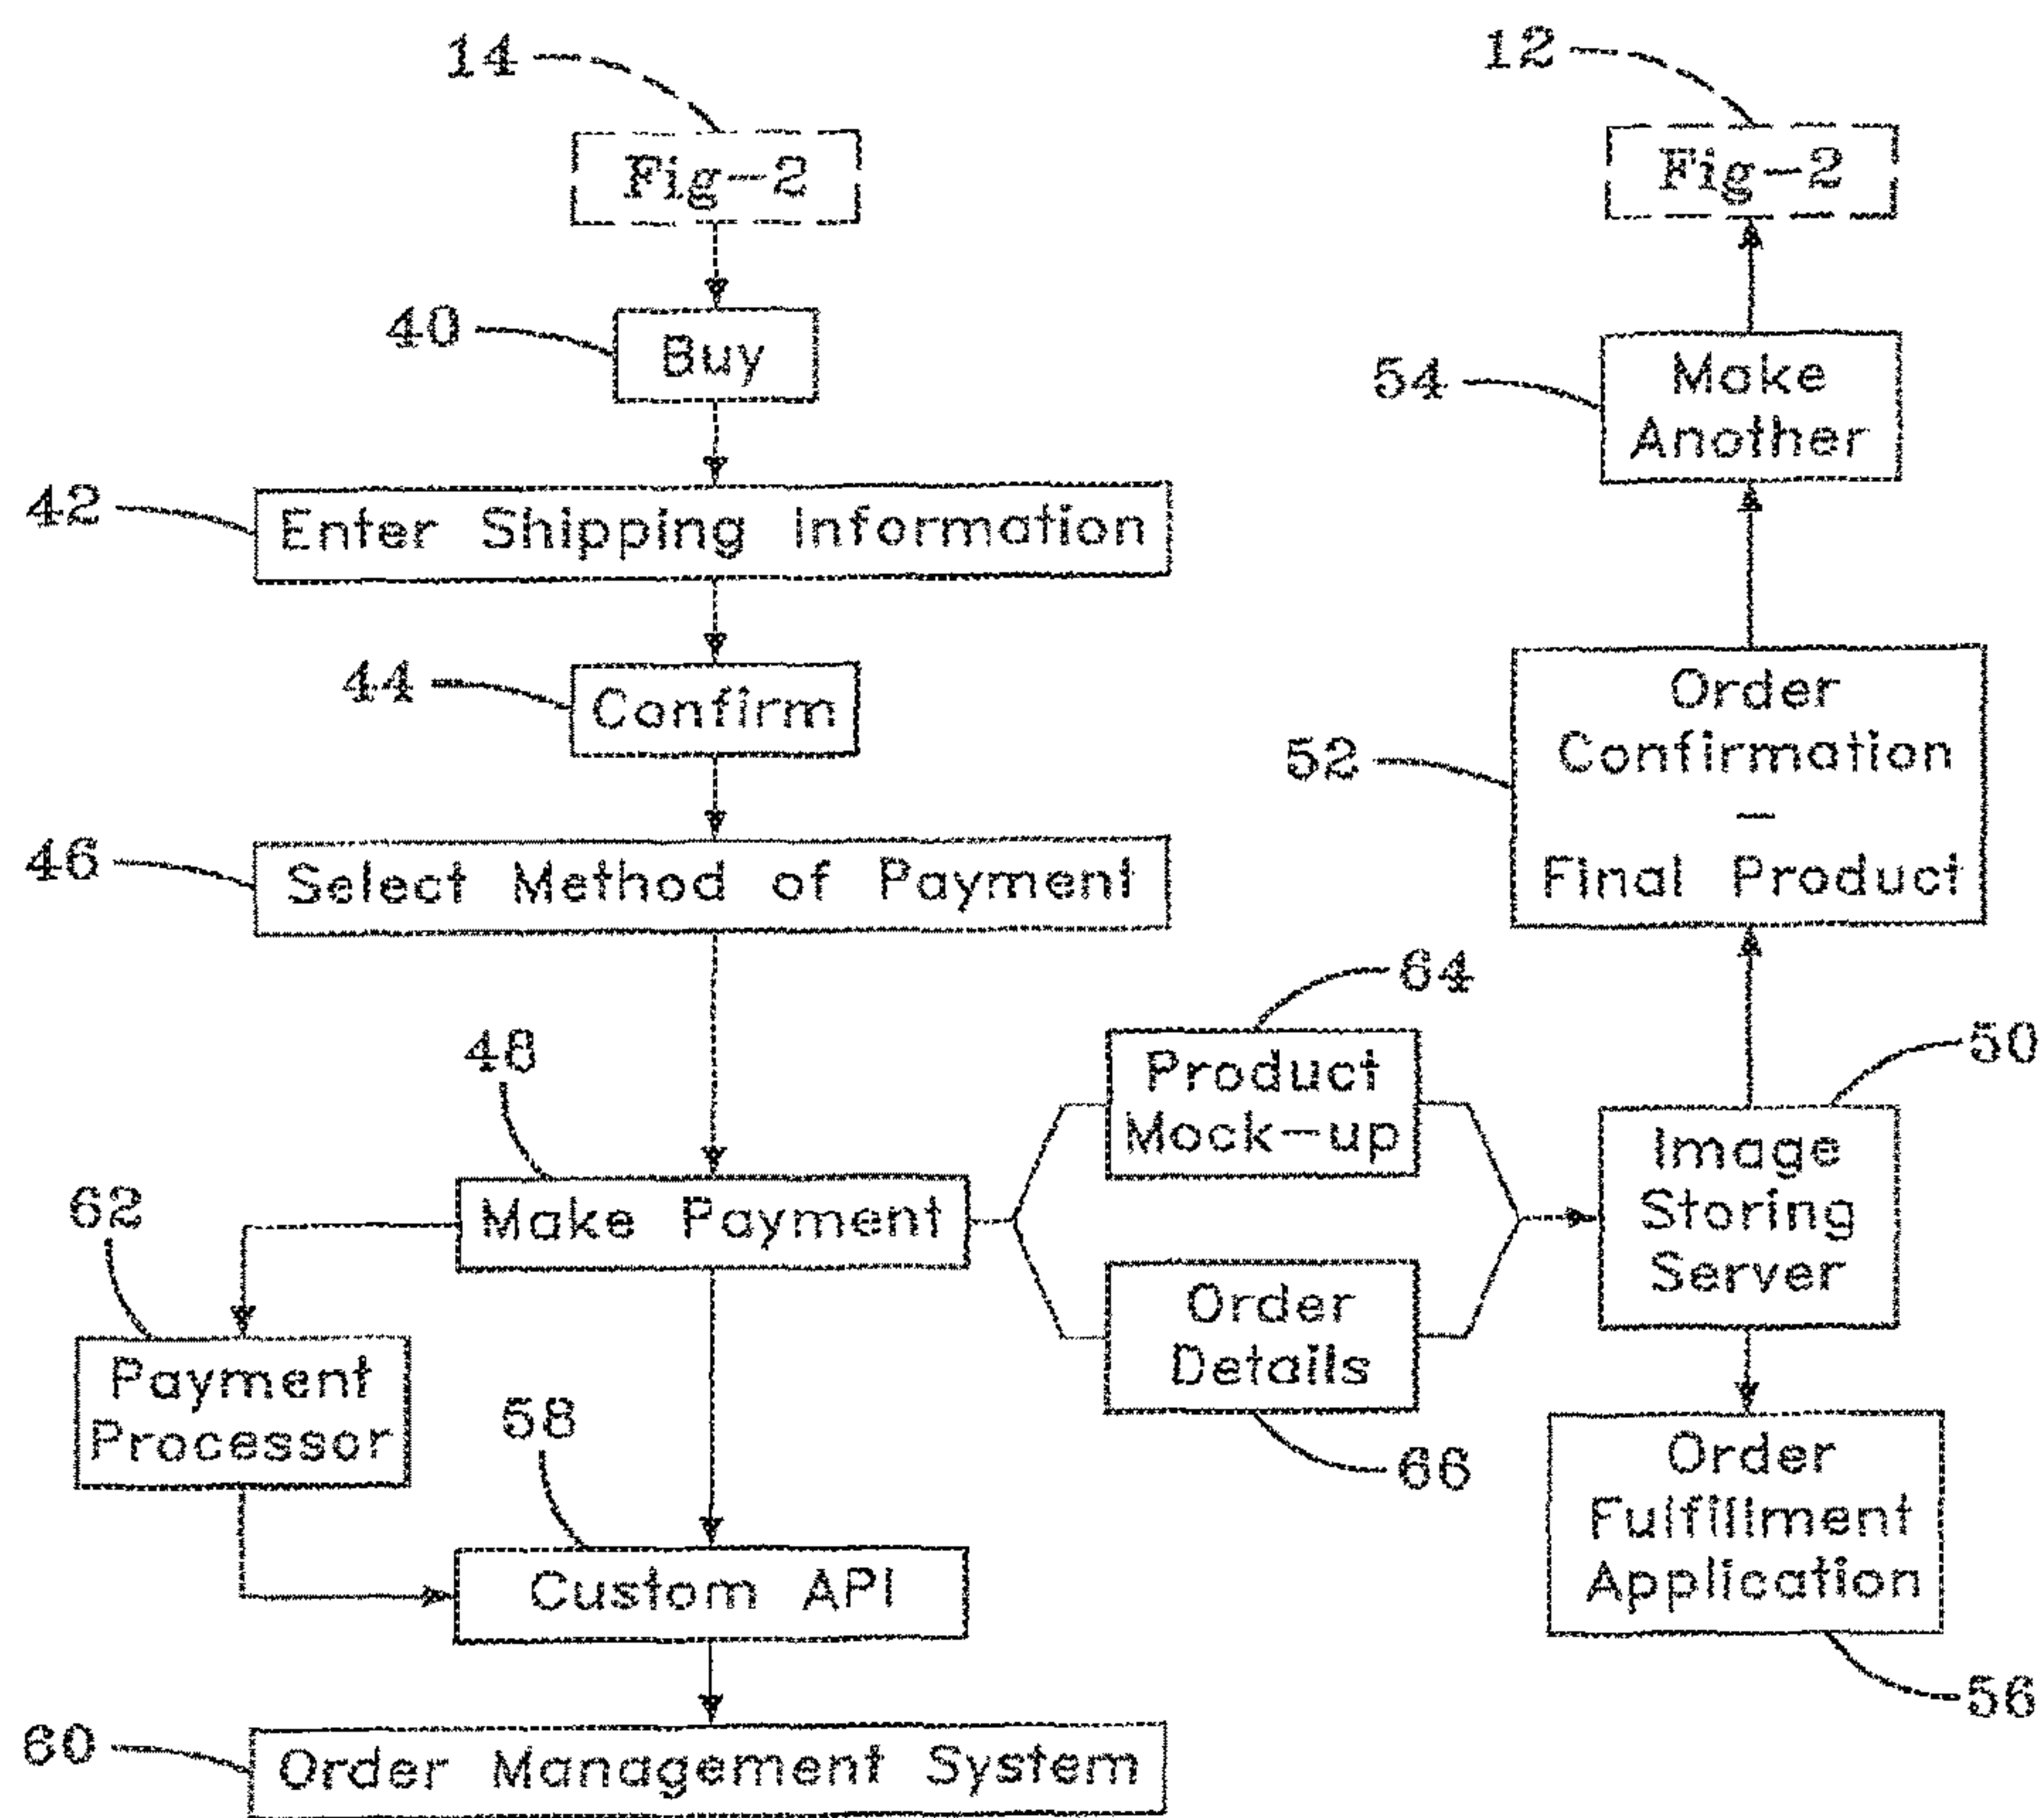 14
Fig-2
40
Buy
42
Enter Shipping Information
44
Confirm
46
Select Method of Payment
48
Make Payment
62
Payment
Processor
58
Custom API
60
Order Management System
64
Product
Mock-up
Order
Details
66
12
Fig-2
54
Make
Another
52
Order
Confirmation
-
Final Product
50
Image
Storing
Server
Order
Fulfillment
Application
56